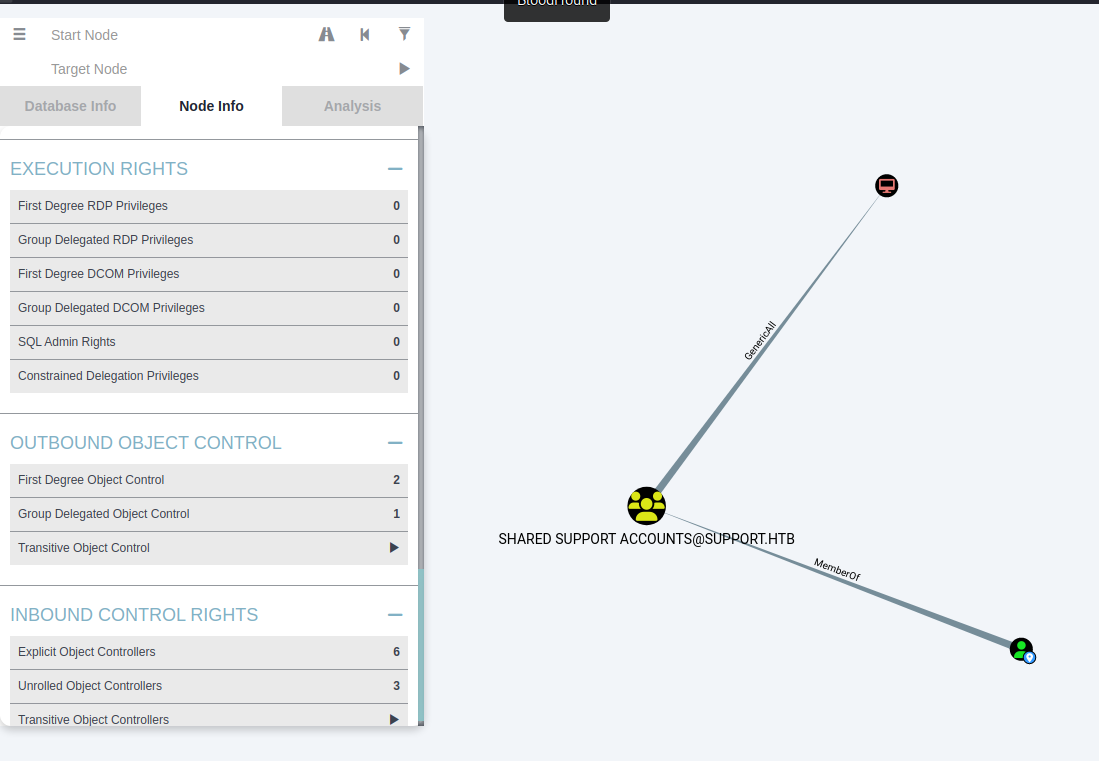 BloodHound
Start Node
Target Node
Database Info
Node Info
Analysis
EXECUTION RIGHTS
First Degree RDP Privileges 0
Group Delegated RDP Privileges 0
First Degree DCOM Privileges 0
Group Delegated DCOM Privileges 0
SQL Admin Rights 0
Constrained Delegation Privileges 0
OUTBOUND OBJECT CONTROL
First Degree Object Control 2
Group Delegated Object Control 1
Transitive Object Control
INBOUND CONTROL RIGHTS
Explicit Object Controllers 6
Unrolled Object Controllers 3
Transitive Object Controllers
GenericAll
SHARED SUPPORT ACCOUNTS@SUPPORT.HTB
MemberOf